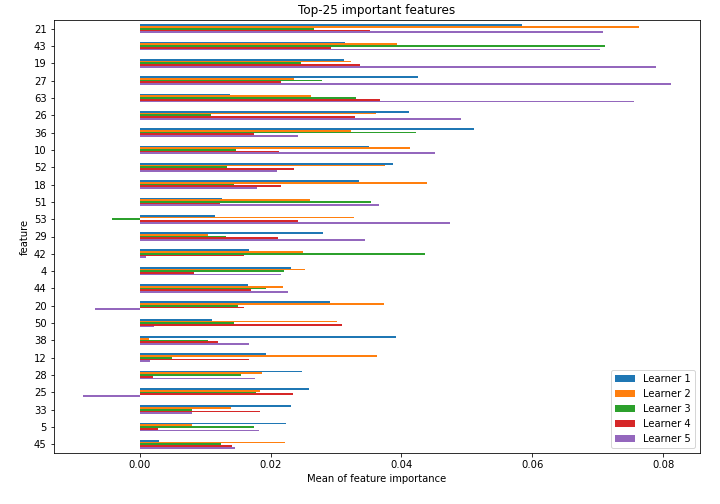 Top-25 important features
21
43
19
27
63
26
36
10
52
18
51
53
29
42
4
44
20
50
38
12
28
25
33
5
45
feature
0.00 0.02 0.04 0.06 0.08
Mean of feature importance
Learner 1
Learner 2
Learner 3
Learner 4
Learner 5